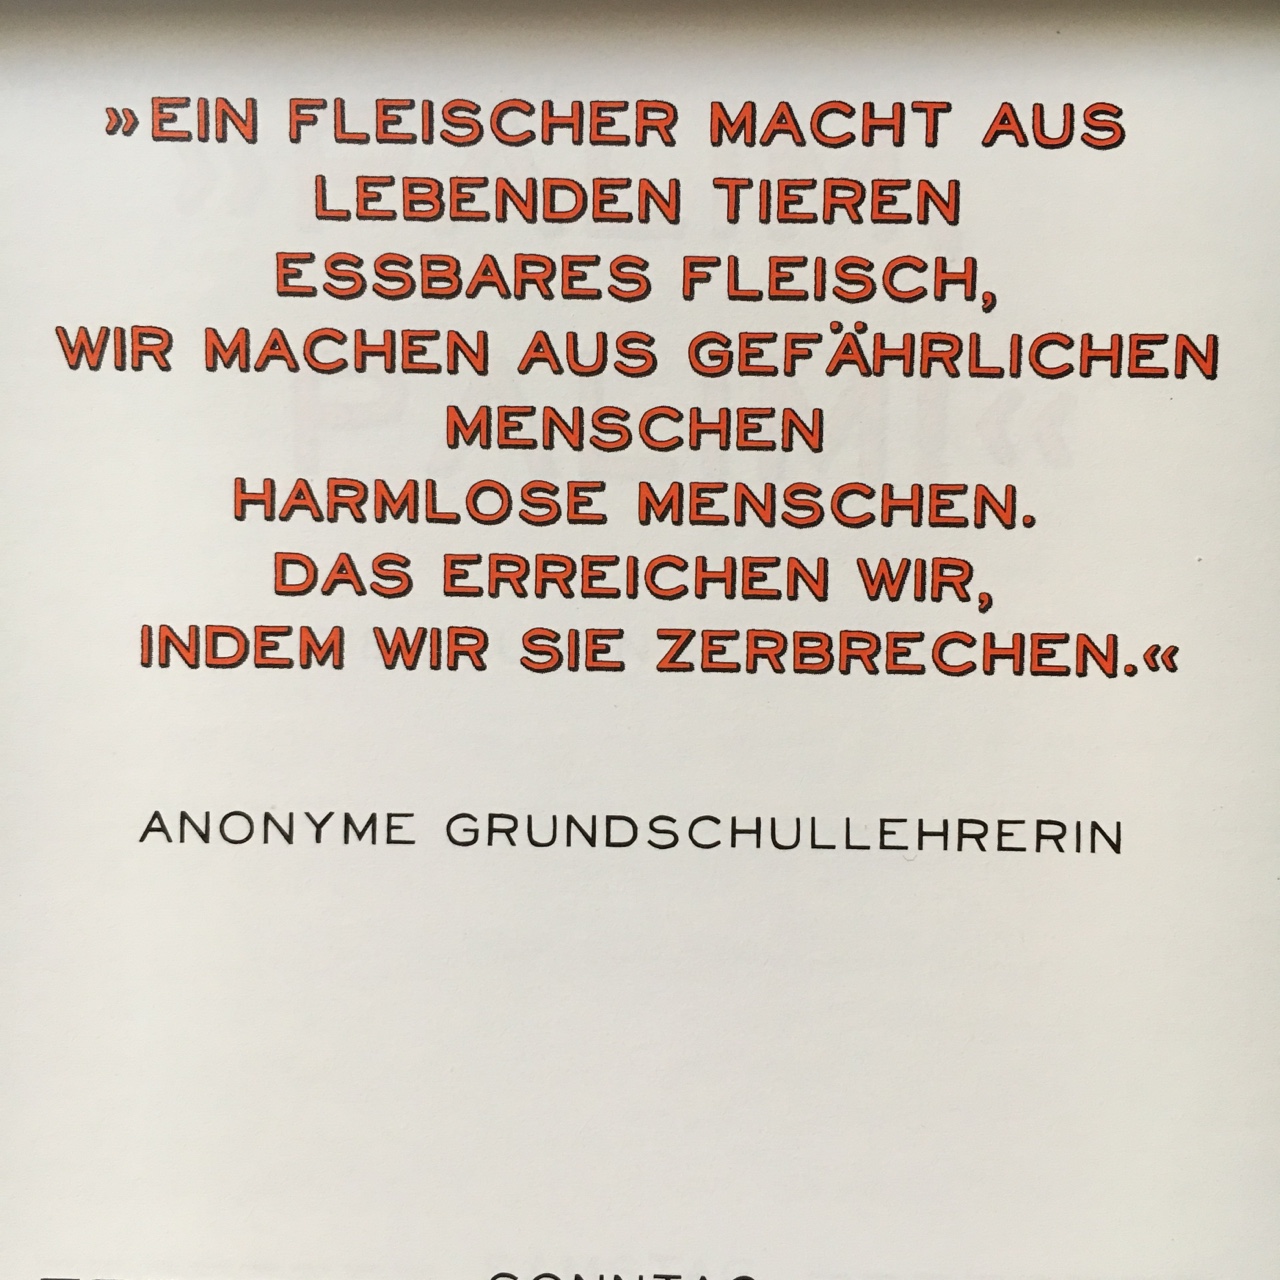 »EIN FLEISCHER MACHT AUS
LEBENDEN TIEREN
ESSBARES FLEISCH,
WIR MACHEN AUS GEFÄHRLICHEN
MENSCHEN
HARMLOSE MENSCHEN.
DAS ERREICHEN WIR,
INDEM WIR SIE ZERBRECHEN.«
ANONYME GRUNDSCHULLEHRERIN
SONNTAG